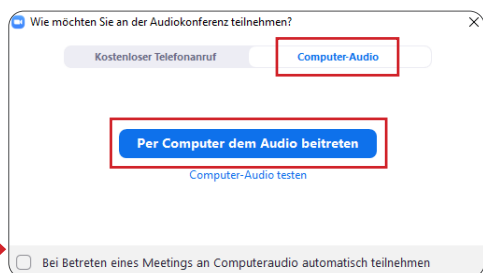 Wie möchten Sie an der Audiokonferenz teilnehmen?
Kostenloser Telefonanruf
Computer-Audio
Per Computer dem Audio beitreten
Computer-Audio testen
Bei Betreten eines Meetings an Computeraudio automatisch teilnehmen